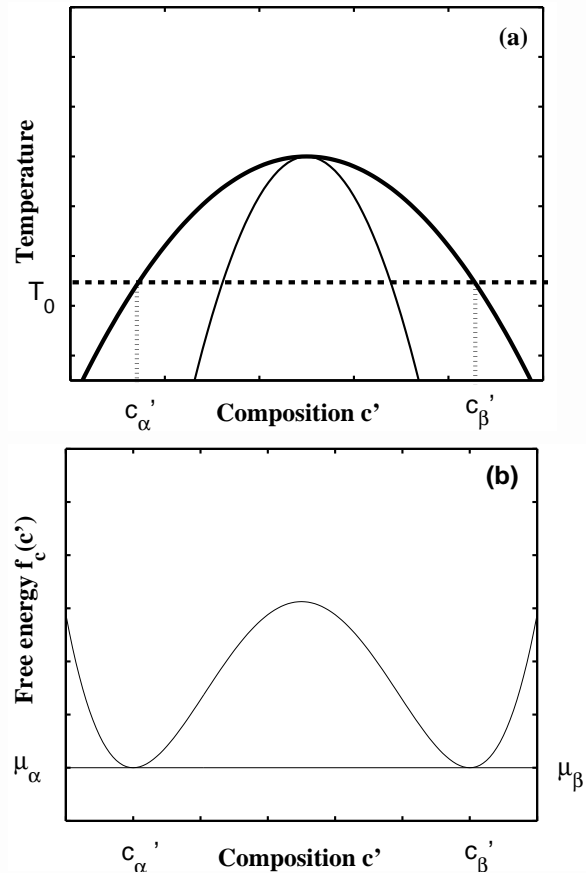 (a)
Temperature
T0
cα' Composition c' cβ'
(b)
Free energy fc(c')
μα
μβ
cα' Composition c' cβ'